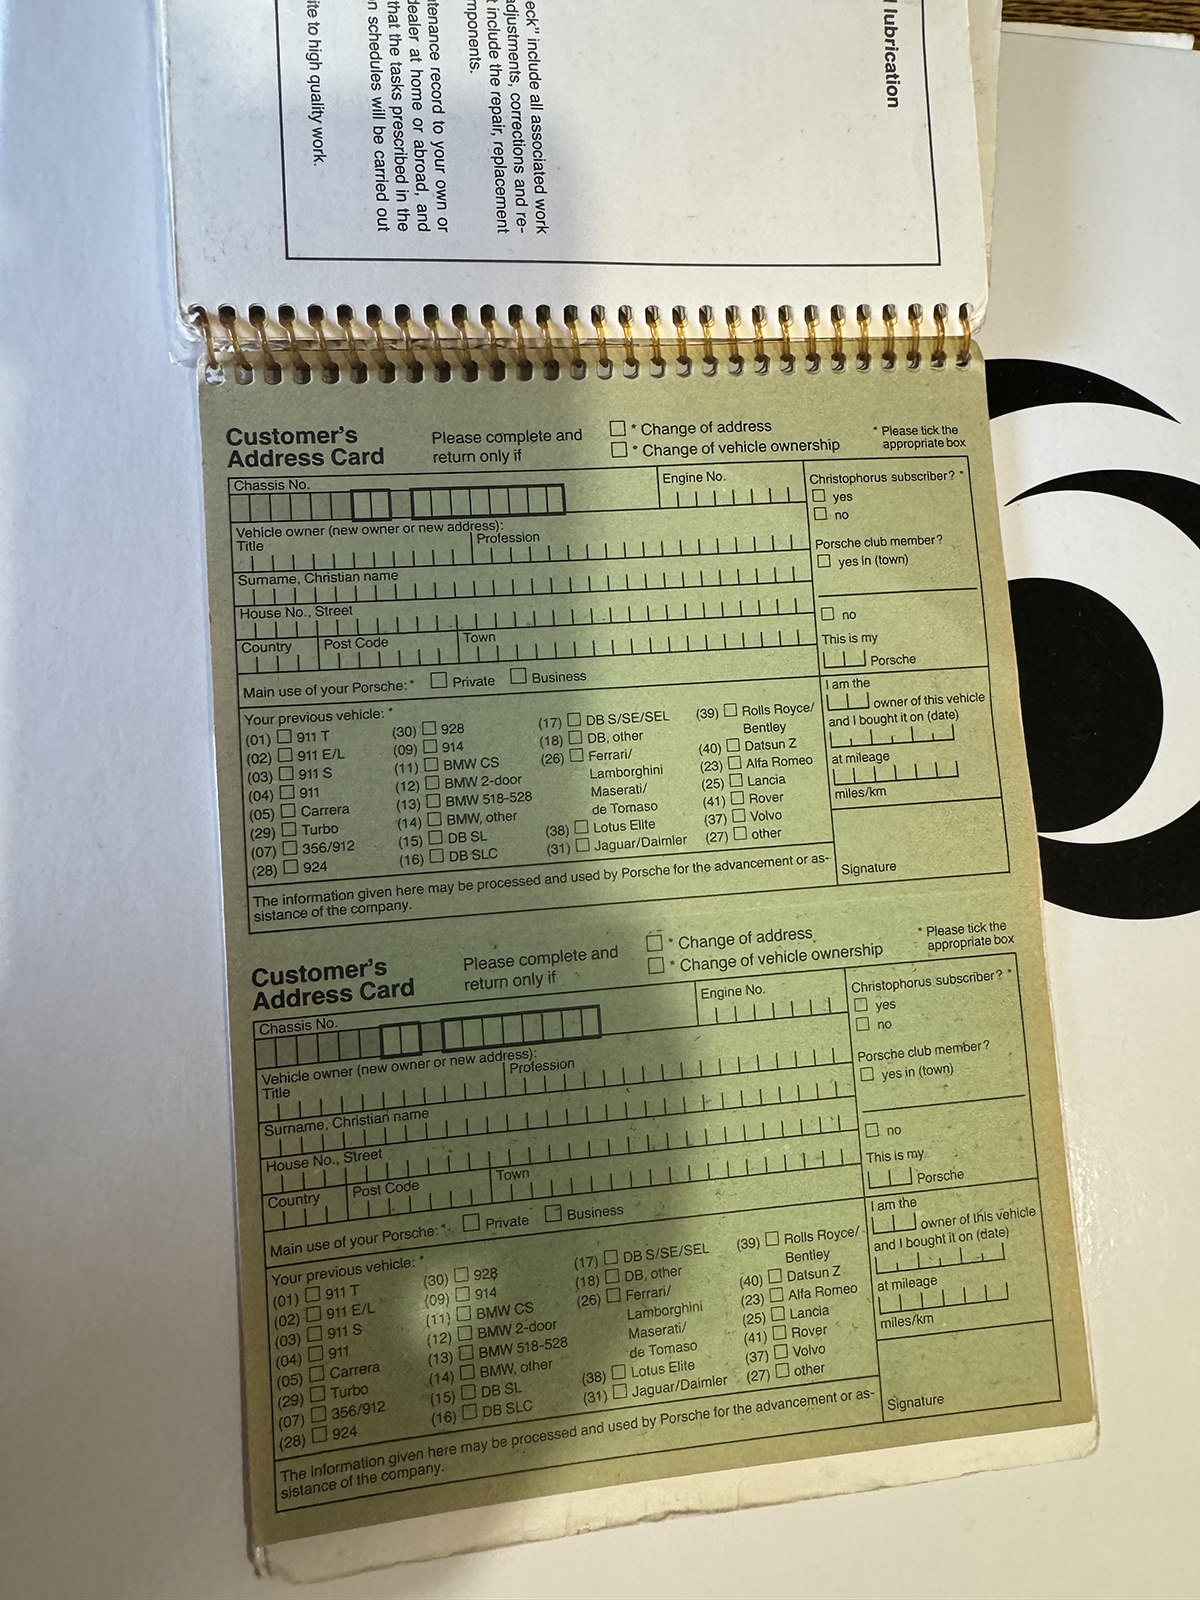 d lubrication
eck" include all associated work
adjustments, corrections and re-
t include the repair, replacement
mponents.
tenance record to your own or
dealer at home or abroad, and
that the tasks prescribed in the
n schedules will be carried out
ite to high quality work.
Customer's
Address Card
Please complete and
return only if
* Change of address
* Change of vehicle ownership
* Please tick the
appropriate box
Chassis No.
Engine No.
Christophorus subscriber? *
yes
no
Vehicle owner (new owner or new address):
Title
Profession
Porsche club member?
yes in (town)
Surname, Christian name
House No., Street
no
Country
Post Code
Town
This is my
Porsche
Main use of your Porsche: *
Private
Business
I am the
owner of this vehicle
and I bought it on (date)
at mileage
miles/km
Your previous vehicle: *
(01) 911 T
(02) 911 E/L
(03) 911 S
(04) 911
(05) Carrera
(29) Turbo
(07) 356/912
(28) 924
(30) 928
(09) 914
(11) BMW CS
(12) BMW 2-door
(13) BMW 518-528
(14) BMW, other
(15) DB SL
(16) DB SLC
(17) DB S/SE/SEL
(18) DB, other
(26) Ferrari/
Lamborghini
Maserati/
de Tomaso
(38) Lotus Elite
(31) Jaguar/Daimler
(39) Rolls Royce/
Bentley
(40) Datsun Z
(23) Alfa Romeo
(25) Lancia
(41) Rover
(37) Volvo
(27) other
Signature
The information given here may be processed and used by Porsche for the advancement or as-
sistance of the company.
Customer's
Address Card
Please complete and
return only if
* Change of address
* Change of vehicle ownership
* Please tick the
appropriate box
Chassis No.
Engine No.
Christophorus subscriber? *
yes
no
Vehicle owner (new owner or new address):
Title
Profession
Porsche club member?
yes in (town)
Surname, Christian name
House No., Street
no
Country
Post Code
Town
This is my
Porsche
Main use of your Porsche: *
Private
Business
I am the
owner of this vehicle
and I bought it on (date)
at mileage
miles/km
Your previous vehicle: *
(01) 911 T
(02) 911 E/L
(03) 911 S
(04) 911
(05) Carrera
(29) Turbo
(07) 356/912
(28) 924
(30) 928
(09) 914
(11) BMW CS
(12) BMW 2-door
(13) BMW 518-528
(14) BMW, other
(15) DB SL
(16) DB SLC
(17) DB S/SE/SEL
(18) DB, other
(26) Ferrari/
Lamborghini
Maserati/
de Tomaso
(38) Lotus Elite
(31) Jaguar/Daimler
(39) Rolls Royce/
Bentley
(40) Datsun Z
(23) Alfa Romeo
(25) Lancia
(41) Rover
(37) Volvo
(27) other
Signature
The information given here may be processed and used by Porsche for the advancement or as-
sistance of the company.